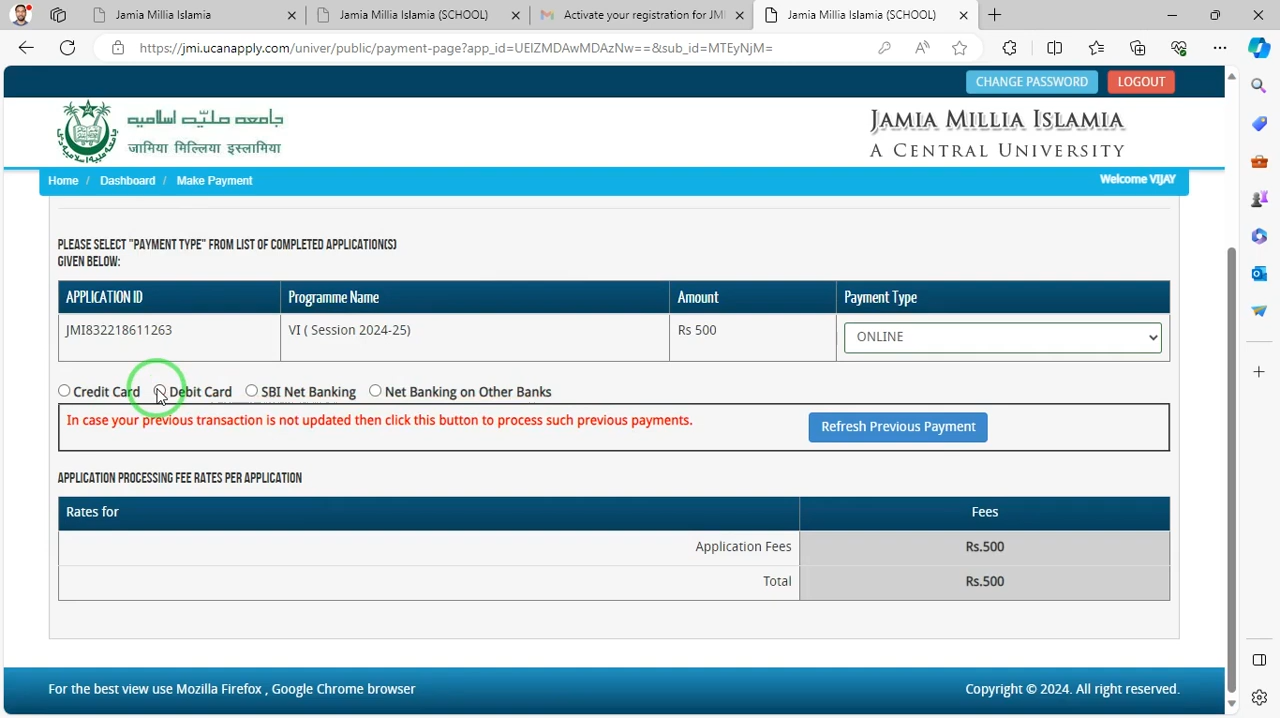 Jamia Millia Islamia
Jamia Millia Islamia (SCHOOL)
Activate your registration for JMI
Jamia Millia Islamia (SCHOOL)
https://jmi.ucanapply.com/univer/public/payment-page?app_id=UElZMDAwMDAzNw==&sub_id=MTEyNjM=
CHANGE PASSWORD
LOGOUT
جامعہ ملیّہ اسلامیہ
जामिया मिल्लिया इस्लामिया
JAMIA MILLIA ISLAMIA
A CENTRAL UNIVERSITY
Home / Dashboard / Make Payment
Welcome VIJAY
PLEASE SELECT "PAYMENT TYPE" FROM LIST OF COMPLETED APPLICATION(S)
GIVEN BELOW:
APPLICATION ID Programme Name Amount Payment Type
JMI832218611263 VI ( Session 2024-25) Rs 500 ONLINE
Credit Card Debit Card SBI Net Banking Net Banking on Other Banks
In case your previous transaction is not updated then click this button to process such previous payments. Refresh Previous Payment
APPLICATION PROCESSING FEE RATES PER APPLICATION
Rates for Fees
Application Fees Rs.500
Total Rs.500
For the best view use Mozilla Firefox , Google Chrome browser
Copyright © 2024. All right reserved.